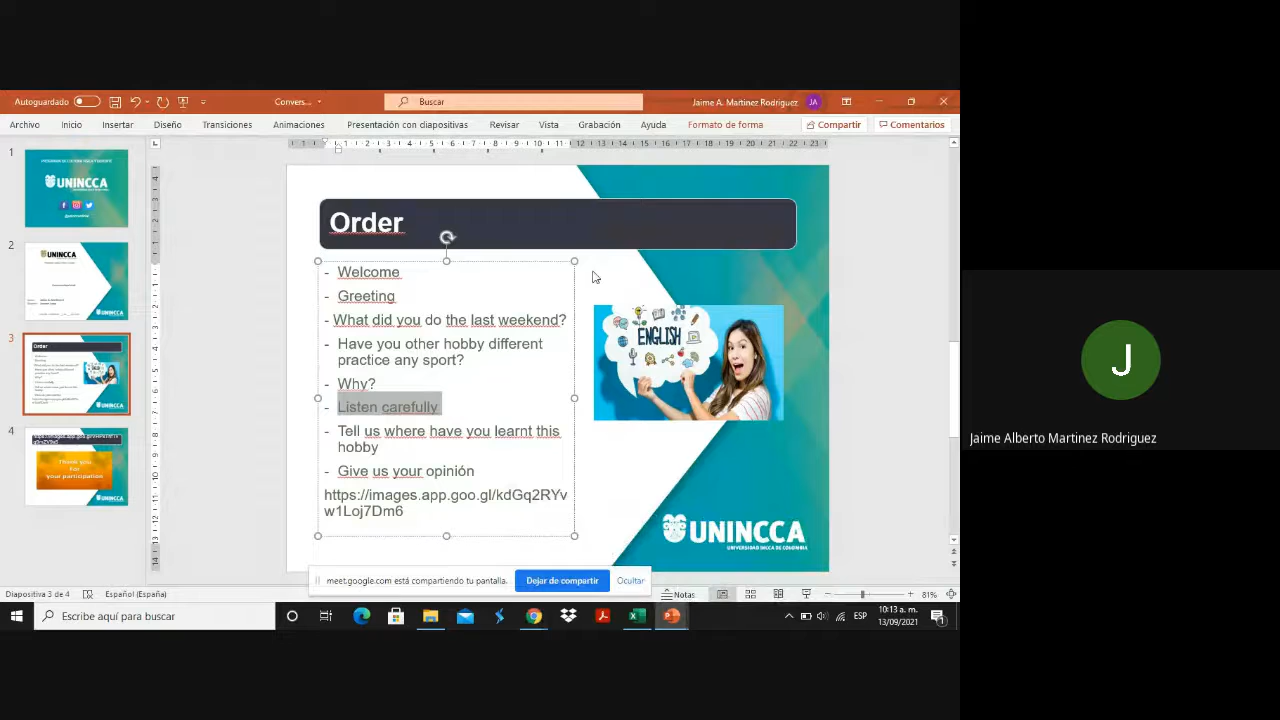 Autoguardado
Convers...
Buscar
Jaime A. Martinez Rodriguez
JA
Archivo
Inicio
Insertar
Diseño
Transiciones
Animaciones
Presentación con diapositivas
Revisar
Vista
Grabación
Ayuda
Formato de forma
Compartir
Comentarios
1
UNINCCA
2
3
4
Thank you
for
your participation
UNINCCA
Order
- Welcome
- Greeting
- What did you do the last weekend?
- Have you other hobby different
practice any sport?
- Why?
- Listen carefully
- Tell us where have you learnt this
hobby
- Give us your opinión
https://images.app.goo.gl/kdGq2RYv
w1Loj7Dm6
ENGLISH
UNINCCA
UNIVERSIDAD INCCA DE COLOMBIA
meet.google.com está compartiendo tu pantalla.
Dejar de compartir
Ocultar
Diapositiva 3 de 4
Español (España)
Notas
81%
Escribe aquí para buscar
ESP
10:13 a. m.
13/09/2021
J
Jaime Alberto Martinez Rodriguez